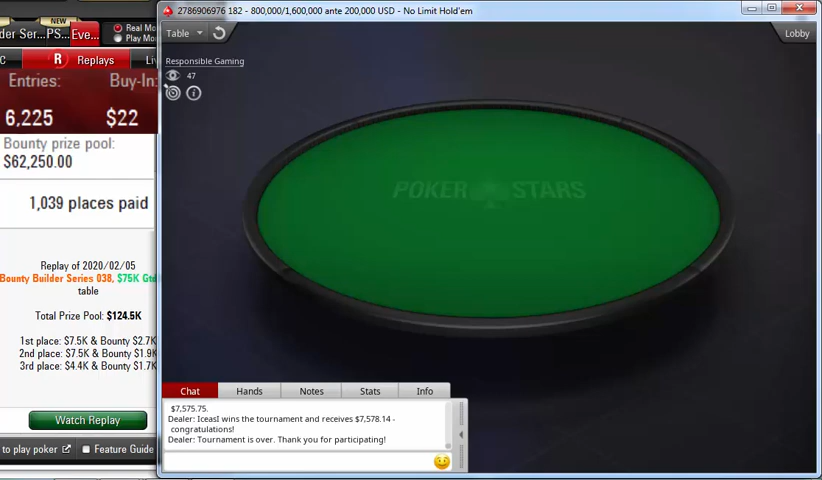 2786906976 182 - 800,000/1,600,000 ante 200,000 USD - No Limit Hold'em
NEW
der Ser...
PS...
Eve...
Real Mo
Play Mo
Table
Lobby
C
R Replays
Li
Responsible Gaming
47
Entries:
Buy-In:
6,225
$22
Bounty prize pool:
$62,250.00
1,039 places paid
POKER STARS
Replay of 2020/02/05
Bounty Builder Series 038, $75K Gtd
table
Total Prize Pool: $124.5K
1st place: $7.5K & Bounty $2.7K
2nd place: $7.5K & Bounty $1.9K
3rd place: $4.4K & Bounty $1.7K
Watch Replay
to play poker
Feature Guide
Chat
Hands
Notes
Stats
Info
$7,575.75.
Dealer: IceasI wins the tournament and receives $7,578.14 -
congratulations!
Dealer: Tournament is over. Thank you for participating!